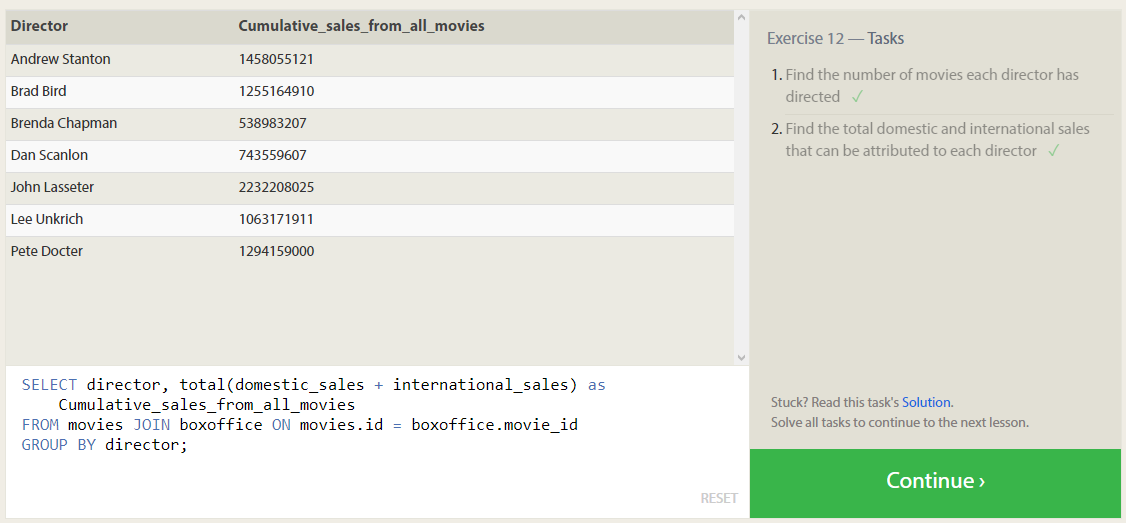 Director Cumulative_sales_from_all_movies
Andrew Stanton 1458055121
Brad Bird 1255164910
Brenda Chapman 538983207
Dan Scanlon 743559607
John Lasseter 2232208025
Lee Unkrich 1063171911
Pete Docter 1294159000
SELECT director, total(domestic_sales + international_sales) as
Cumulative_sales_from_all_movies
FROM movies JOIN boxoffice ON movies.id = boxoffice.movie_id
GROUP BY director;
RESET
Exercise 12 — Tasks
1. Find the number of movies each director has
directed ✓
2. Find the total domestic and international sales
that can be attributed to each director ✓
Stuck? Read this task's Solution.
Solve all tasks to continue to the next lesson.
Continue ›